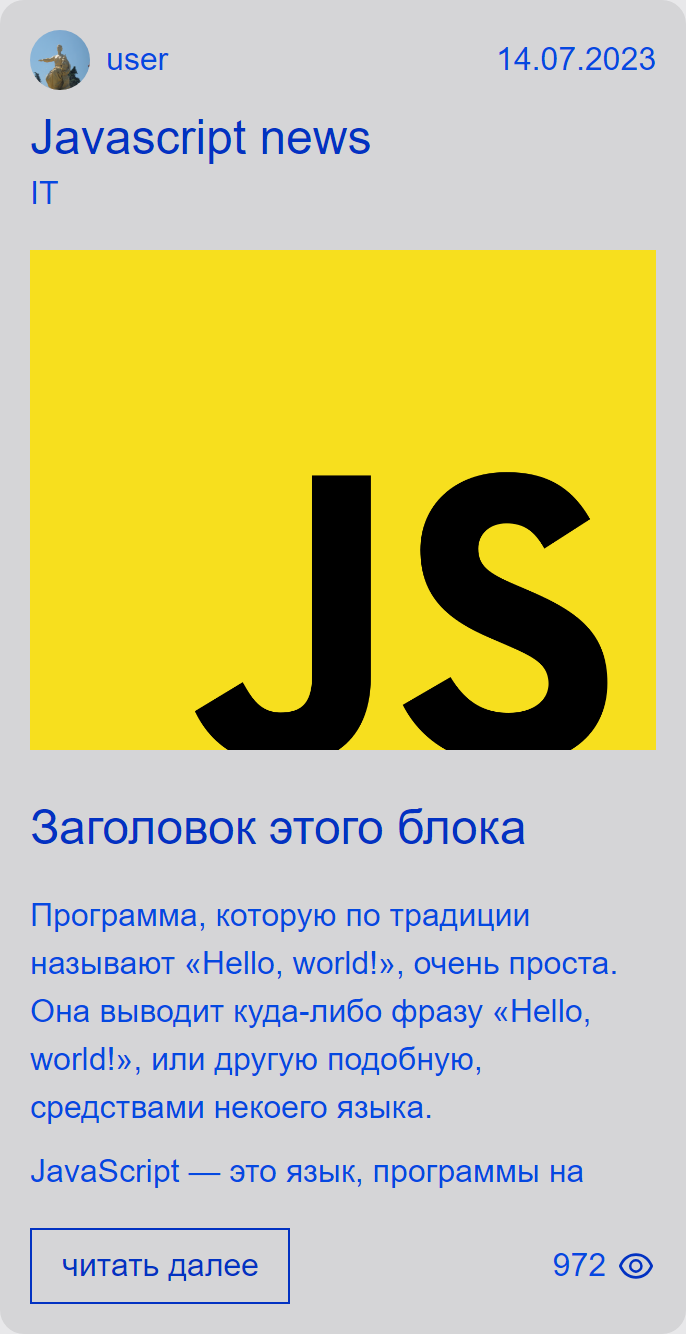 user 14.07.2023
Javascript news
IT
JS
Заголовок этого блока
Программа, которую по традиции
называют «Hello, world!», очень проста.
Она выводит куда-либо фразу «Hello,
world!», или другую подобную,
средствами некоего языка.
JavaScript — это язык, программы на
читать далее 972